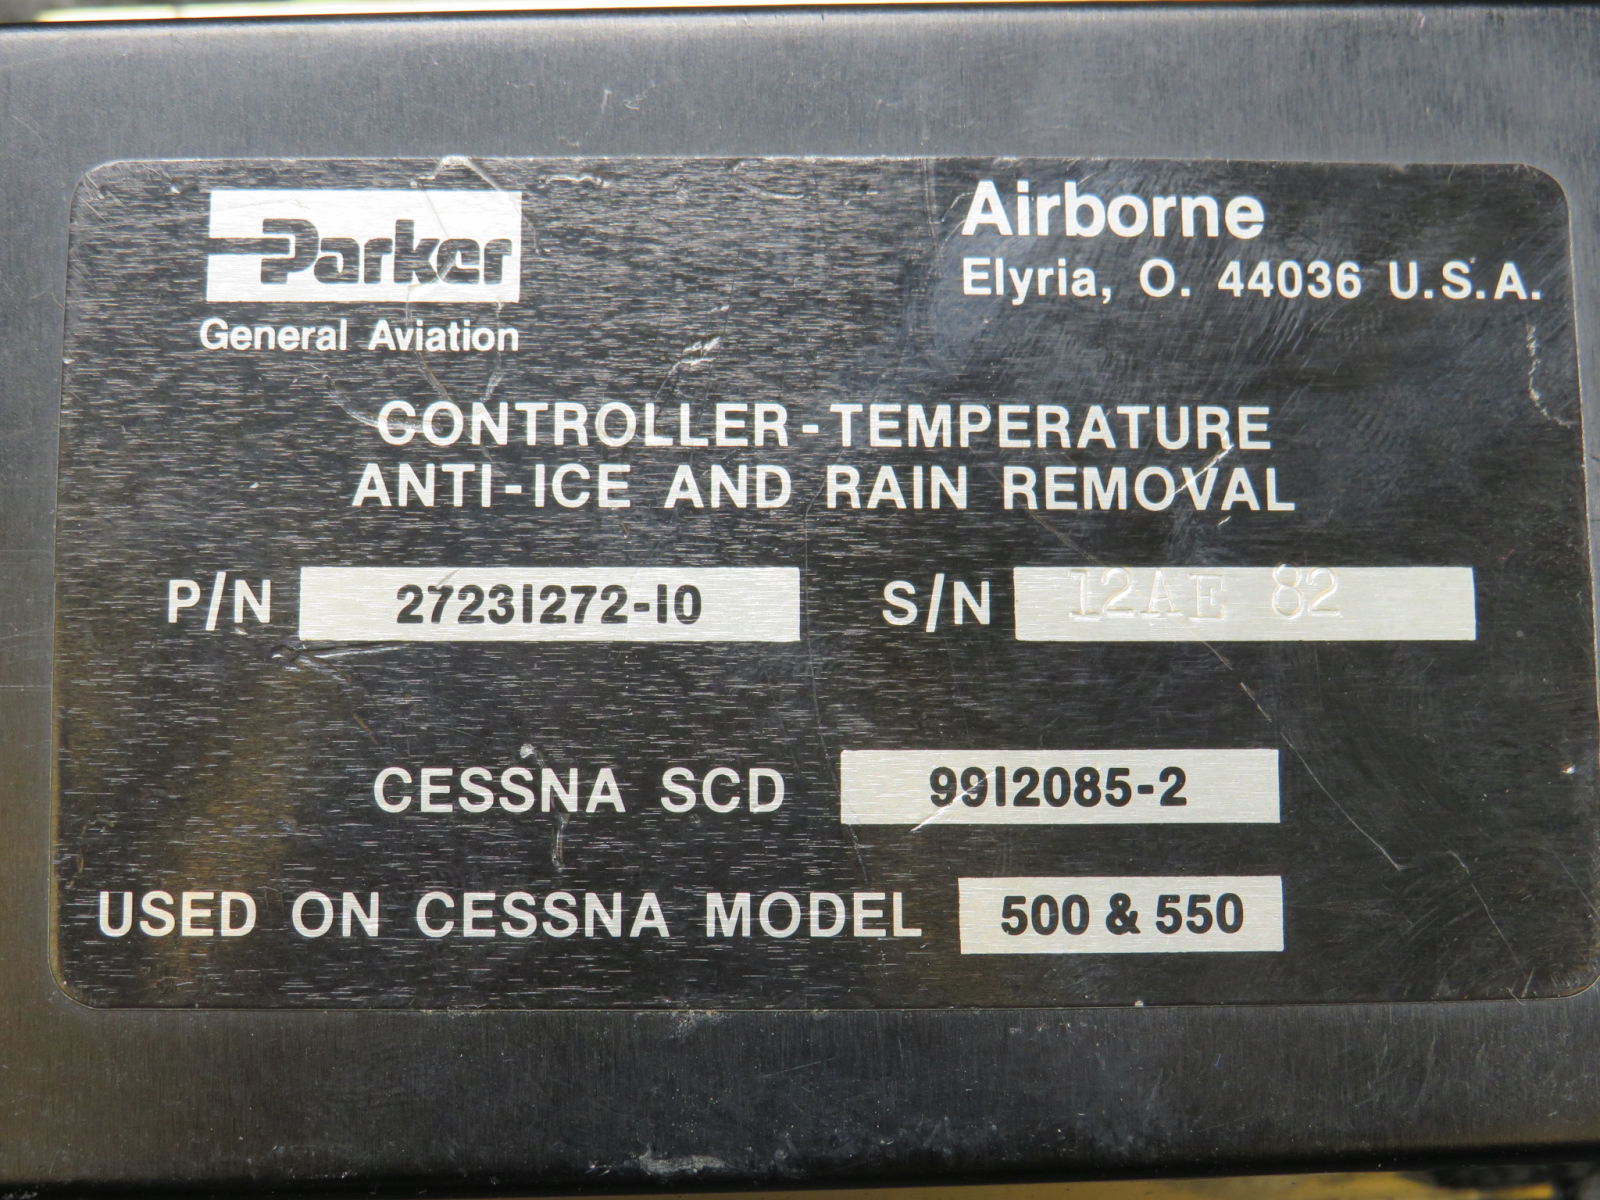 Parker
General Aviation
Airborne
Elyria, O. 44036 U.S.A.
CONTROLLER-TEMPERATURE
ANTI-ICE AND RAIN REMOVAL
P/N 27231272-10 S/N 12AE 82
CESSNA SCD 9912085-2
USED ON CESSNA MODEL 500 & 550